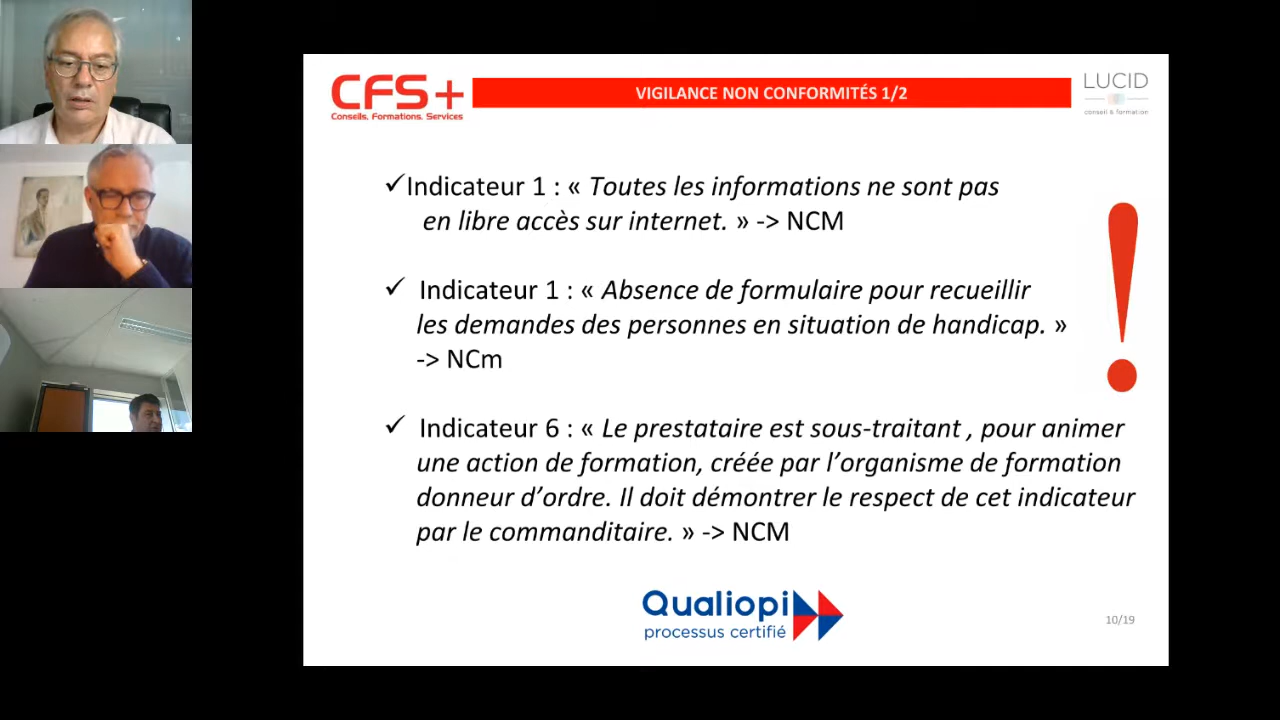 CFS+
Conseils, Formations, Services
VIGILANCE NON CONFORMITÉS 1/2
LUCID
conseil & formation
✓Indicateur 1 : « Toutes les informations ne sont pas
en libre accès sur internet. » -> NCM
✓ Indicateur 1 : « Absence de formulaire pour recueillir
les demandes des personnes en situation de handicap. »
-> NCm
✓ Indicateur 6 : « Le prestataire est sous-traitant , pour animer
une action de formation, créée par l’organisme de formation
donneur d’ordre. Il doit démontrer le respect de cet indicateur
par le commanditaire. » -> NCM
!
Qualiopi
processus certifié
10/19